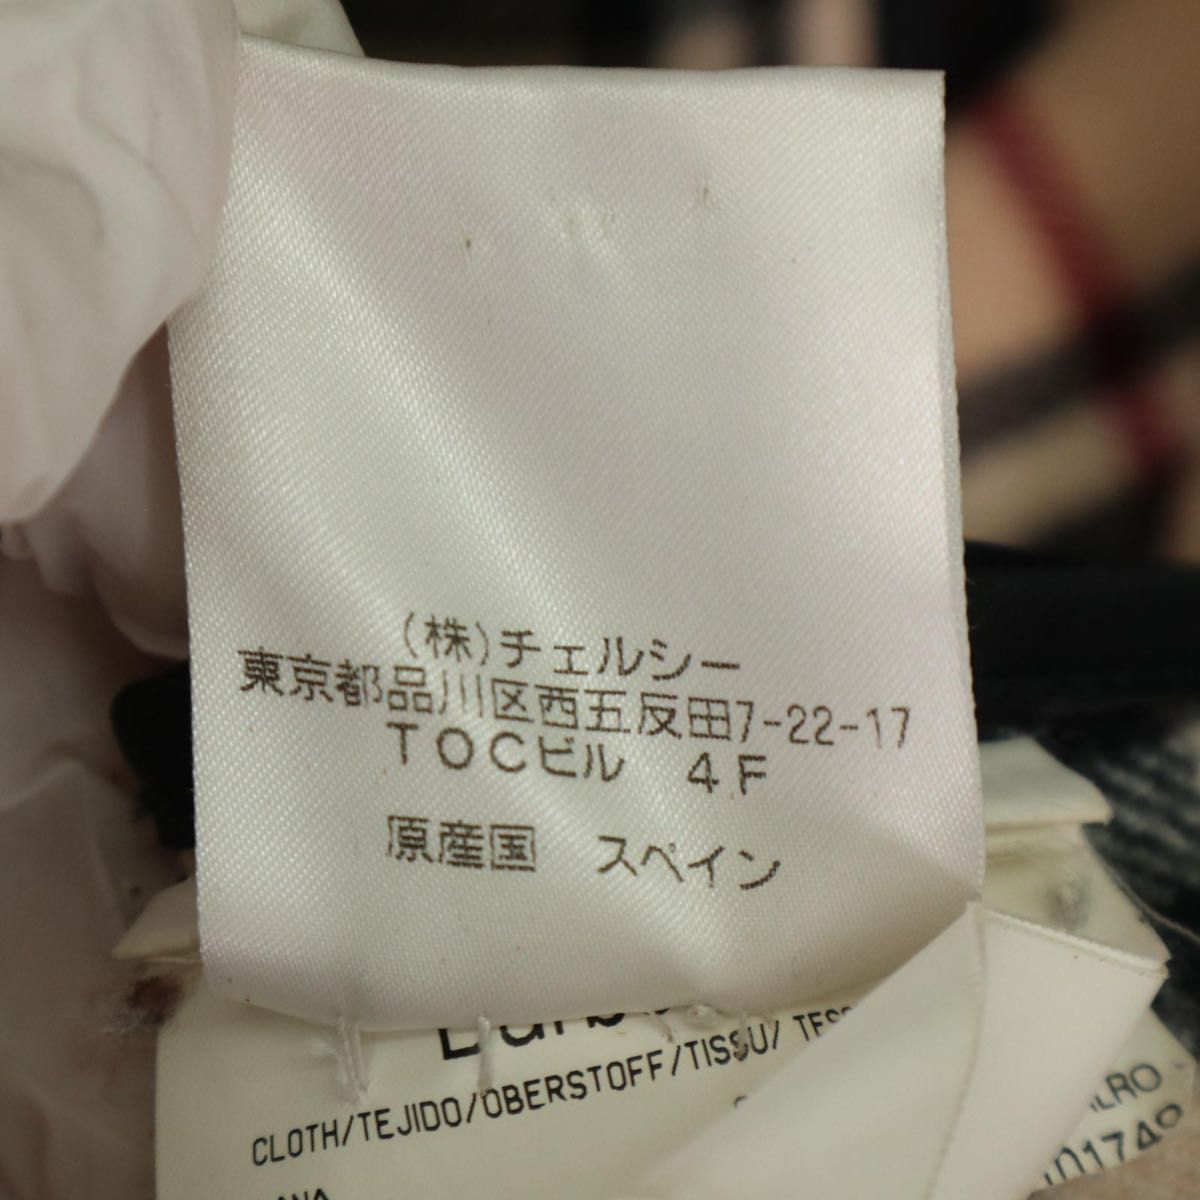 (株)チェルシー
東京都品川区西五反田7-22-17
TOCビル 4F
原産国 スペイン
CLOTH/TEJIDO/OBERSTOFF/TISSU/